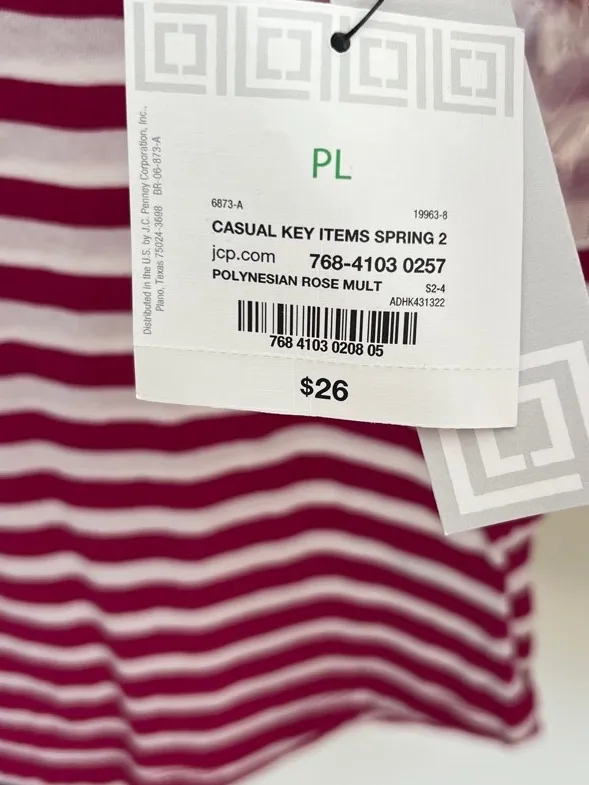 PL
6873-A
19963-8
CASUAL KEY ITEMS SPRING 2
jcp.com 768-4103 0257
POLYNESIAN ROSE MULT S2-4
ADHK431322
768 4103 0208 05
$26
Distributed in the U.S. by J.C. Penney Corporation, Inc.,
Plano, Texas 75024-3698 BR-06-873-A